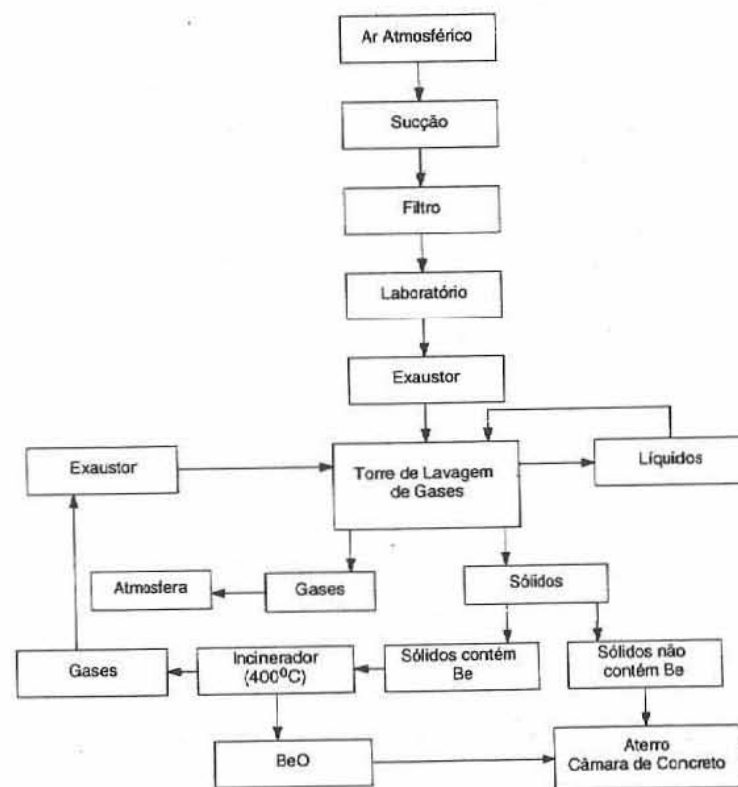 Ar Atmosférico
Sucção
Filtro
Laboratório
Exaustor
Exaustor
Torre de Lavagem
de Gases
Líquidos
Atmosfera
Gases
Sólidos
Gases
Incinerador
(400⁰C)
Sólidos contém
Be
Sólidos não
contém Be
BeO
Aterro
Câmara de Concreto